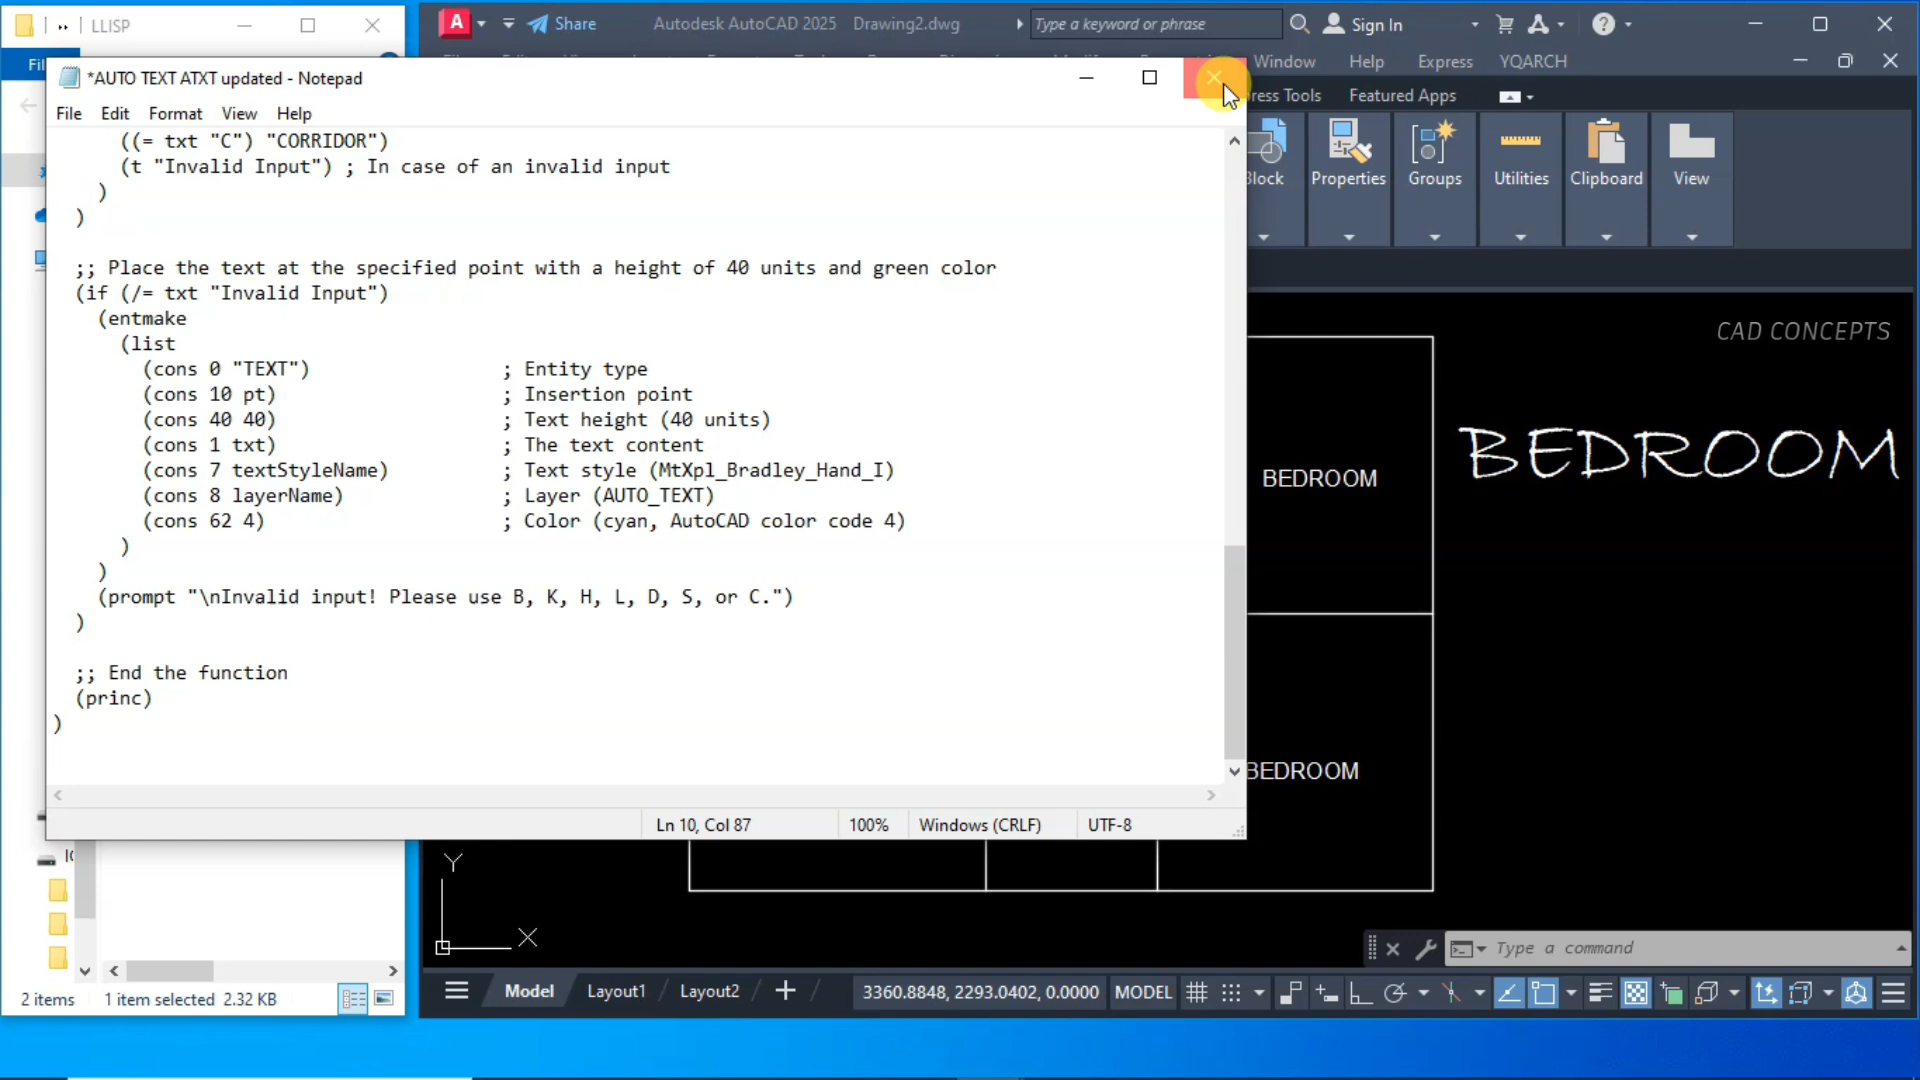 LLISP
Fil
Share
Autodesk AutoCAD 2025 Drawing2.dwg
Type a keyword or phrase
Sign In
Window Help Express YQARCH
ress Tools Featured Apps
*AUTO TEXT ATXT updated - Notepad
File Edit Format View Help
((= txt "C") "CORRIDOR")
(t "Invalid Input") ; In case of an invalid input
)
)
;; Place the text at the specified point with a height of 40 units and green color
(if (/= txt "Invalid Input")
(entmake
(list
(cons 0 "TEXT") ; Entity type
(cons 10 pt) ; Insertion point
(cons 40 40) ; Text height (40 units)
(cons 1 txt) ; The text content
(cons 7 textStyleName) ; Text style (MtXpl_Bradley_Hand_I)
(cons 8 layerName) ; Layer (AUTO_TEXT)
(cons 62 4) ; Color (cyan, AutoCAD color code 4)
)
)
(prompt "\nInvalid input! Please use B, K, H, L, D, S, or C.")
)
;; End the function
(princ)
)
Ln 10, Col 87 100% Windows (CRLF) UTF-8
Block Properties Groups Utilities Clipboard View
CAD CONCEPTS
BEDROOM
BEDROOM
BEDROOM
Y
X
Type a command
2 items 1 item selected 2.32 KB
Model Layout1 Layout2
3360.8848, 2293.0402, 0.0000 MODEL